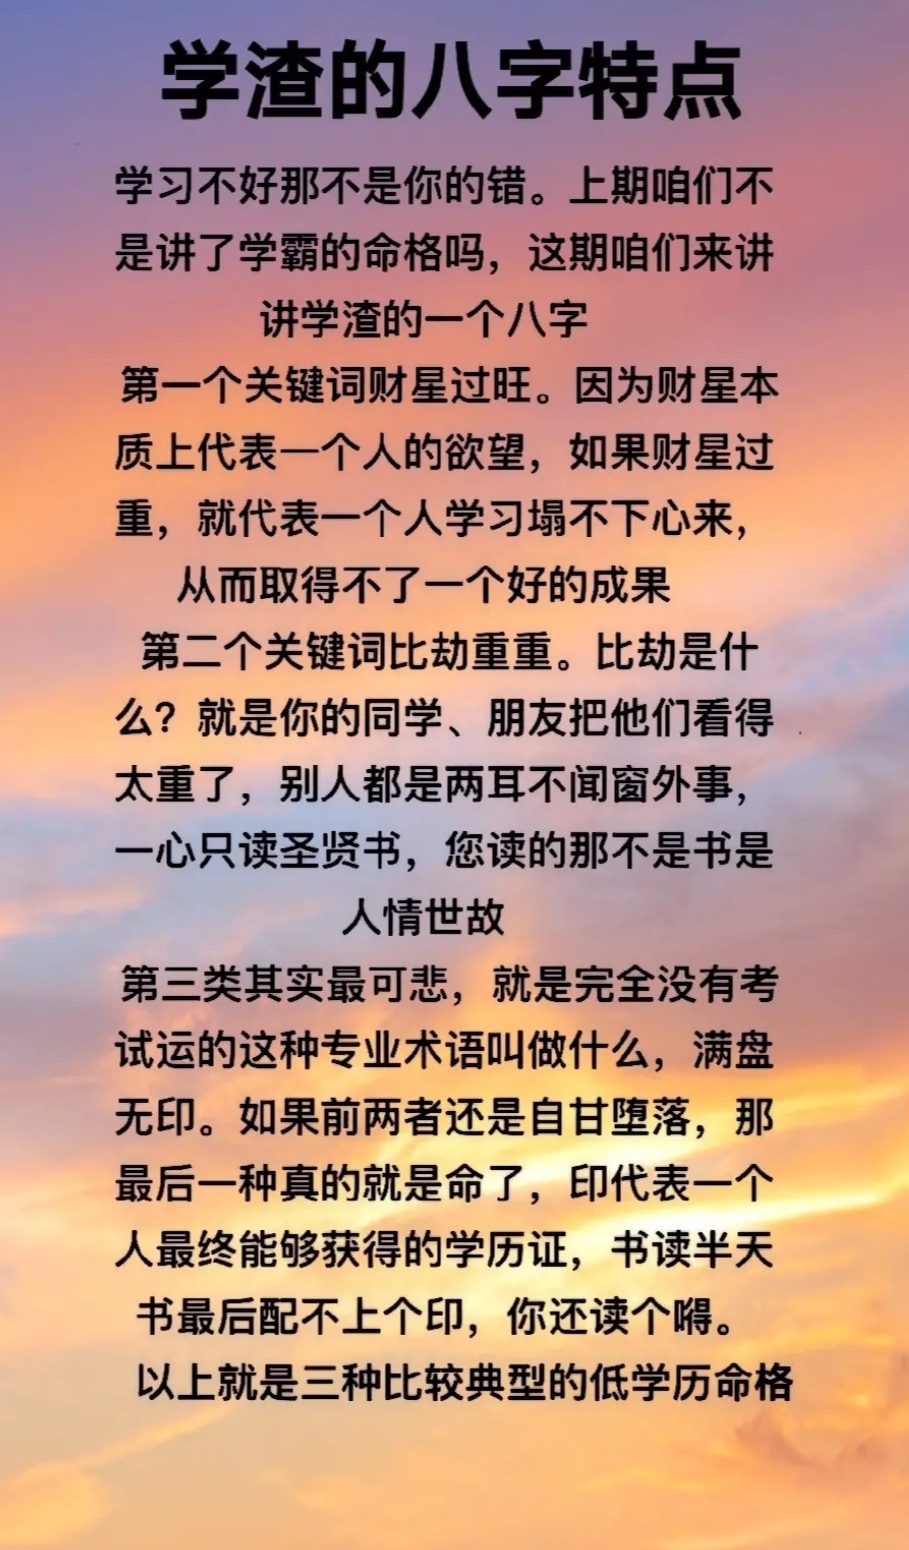 学渣的八字特点
学习不好那不是你的错。上期咱们不
是讲了学霸的命格吗，这期咱们来讲
讲学渣的一个八字
第一个关键词财星过旺。因为财星本
质上代表一个人的欲望，如果财星过
重，就代表一个人学习塌不下心来，
从而取得不了一个好的成果
第二个关键词比劫重重。比劫是什
么？就是你的同学、朋友把他们看得
太重了，别人都是两耳不闻窗外事，
一心只读圣贤书，您读的那不是书是
人情世故
第三类其实最可悲，就是完全没有考
试运的这种专业术语叫做什么，满盘
无印。如果前两者还是自甘堕落，那
最后一种真的就是命了，印代表一个
人最终能够获得的学历证，书读半天
书最后配不上个印，你还读个嘚。
以上就是三种比较典型的低学历命格